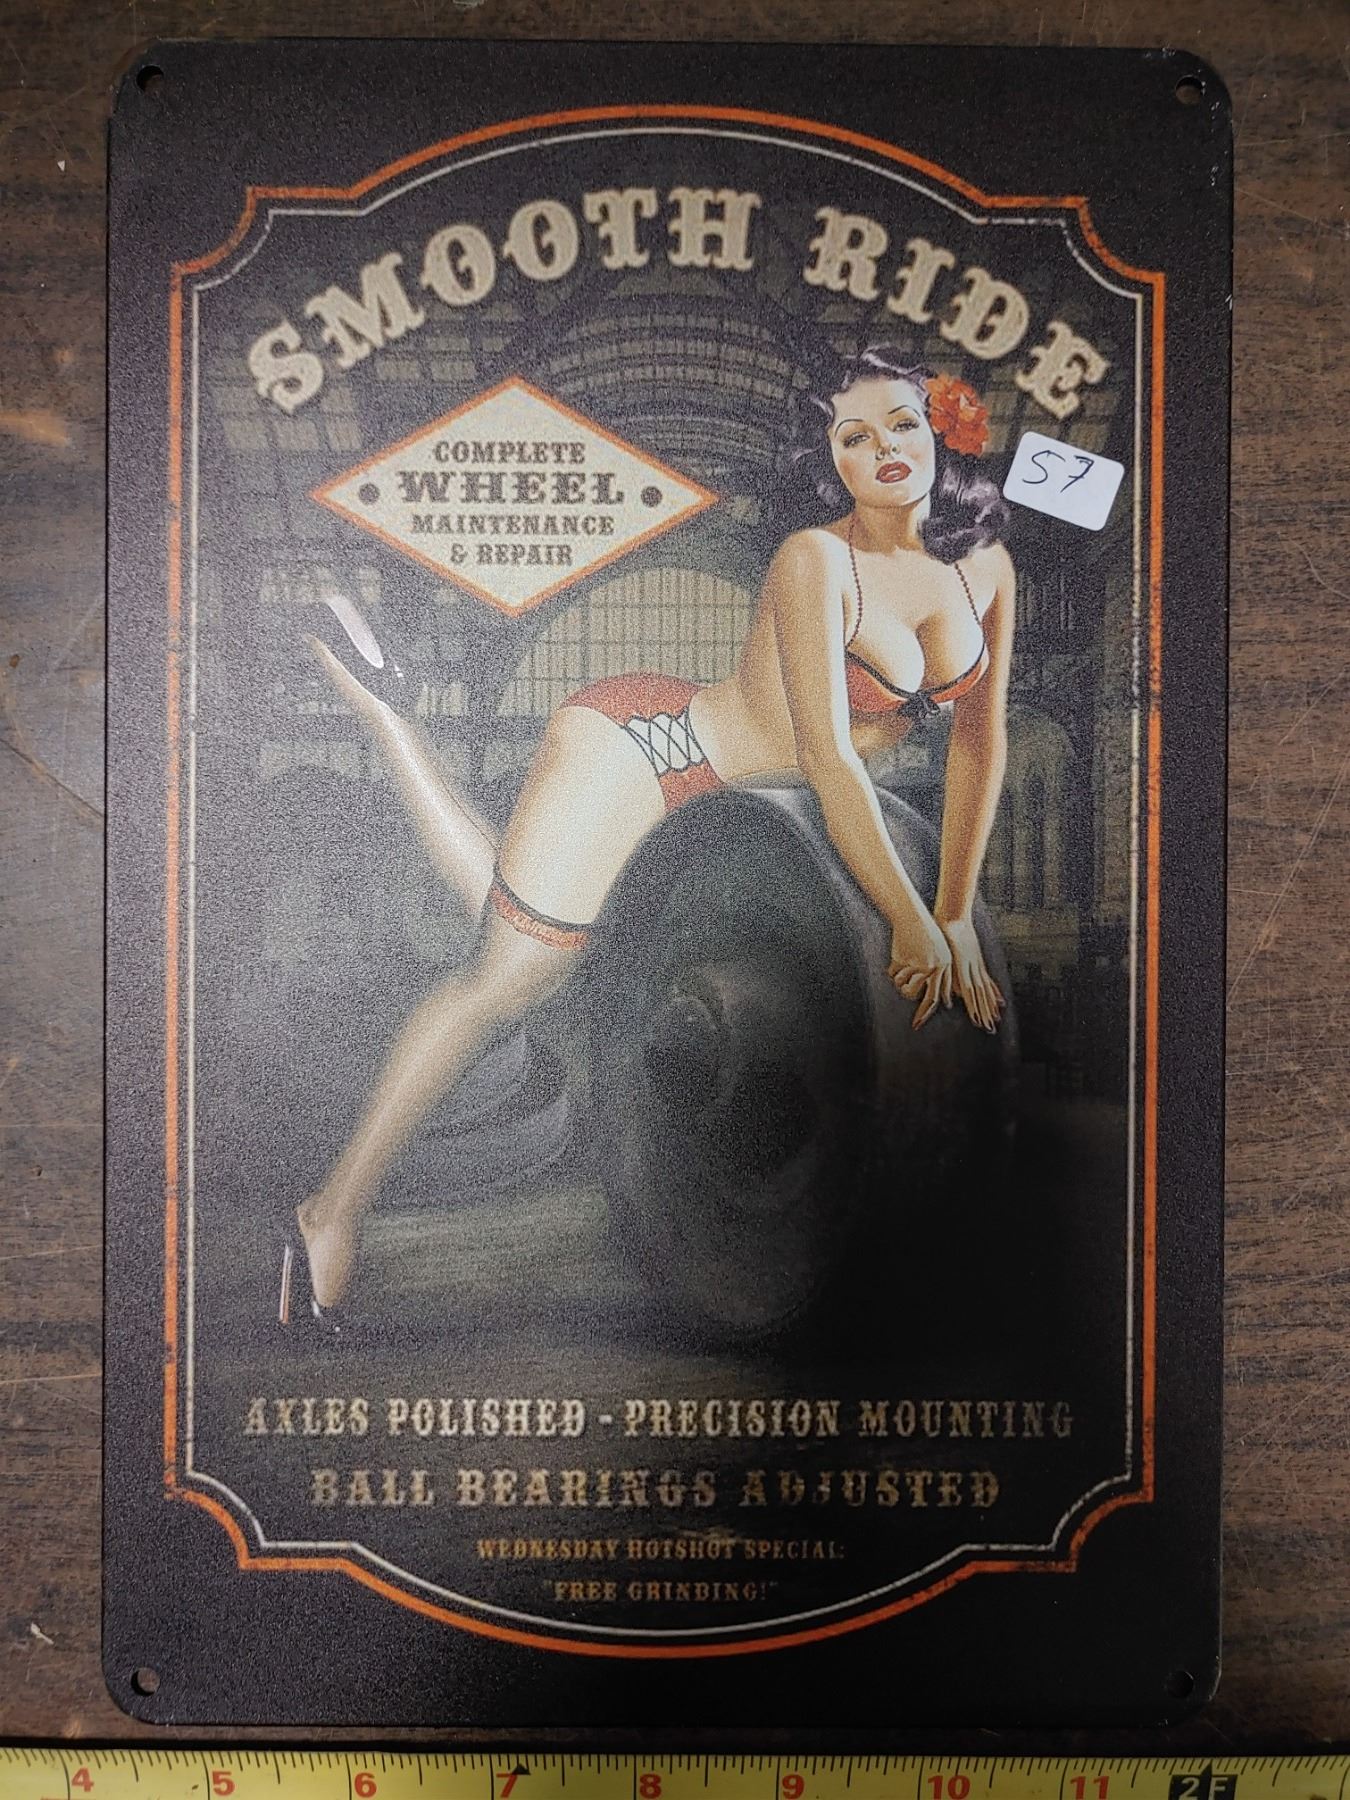 SMOOTH RIDE
COMPLETE
WHEEL
MAINTENANCE
& REPAIR
57
AXLES POLISHED - PRECISION MOUNTING
BALL BEARINGS ADJUSTED
WEDNESDAY HOTSHOT SPECIAL:
"FREE GRINDING!"
4 5 6 7 8 9 10 11 2F